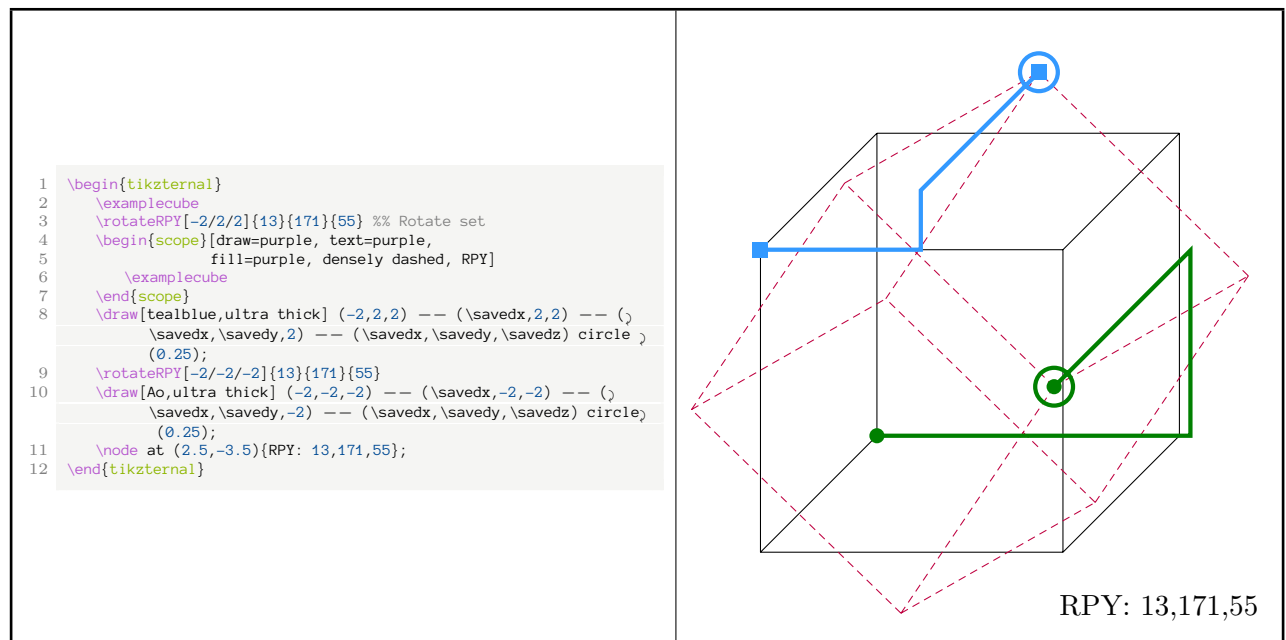 1 \begin{tikzternal}
2 \examplecube
3 \rotateRPY[-2/2/2]{13}{171}{55} %% Rotate set
4 \begin{scope}[draw=purple, text=purple,
5 fill=purple, densely dashed, RPY]
6 \examplecube
7 \end{scope}
8 \draw[tealblue,ultra thick] (-2,2,2) -- (\savedx,2,2) -- (
\savedx,\savedy,2) -- (\savedx,\savedy,\savedz) circle
(0.25);
9 \rotateRPY[-2/-2/-2]{13}{171}{55}
10 \draw[Ao,ultra thick] (-2,-2,-2) -- (\savedx,-2,-2) -- (
\savedx,\savedy,-2) -- (\savedx,\savedy,\savedz) circle
(0.25);
11 \node at (2.5,-3.5){RPY: 13,171,55};
12 \end{tikzternal}
RPY: 13,171,55